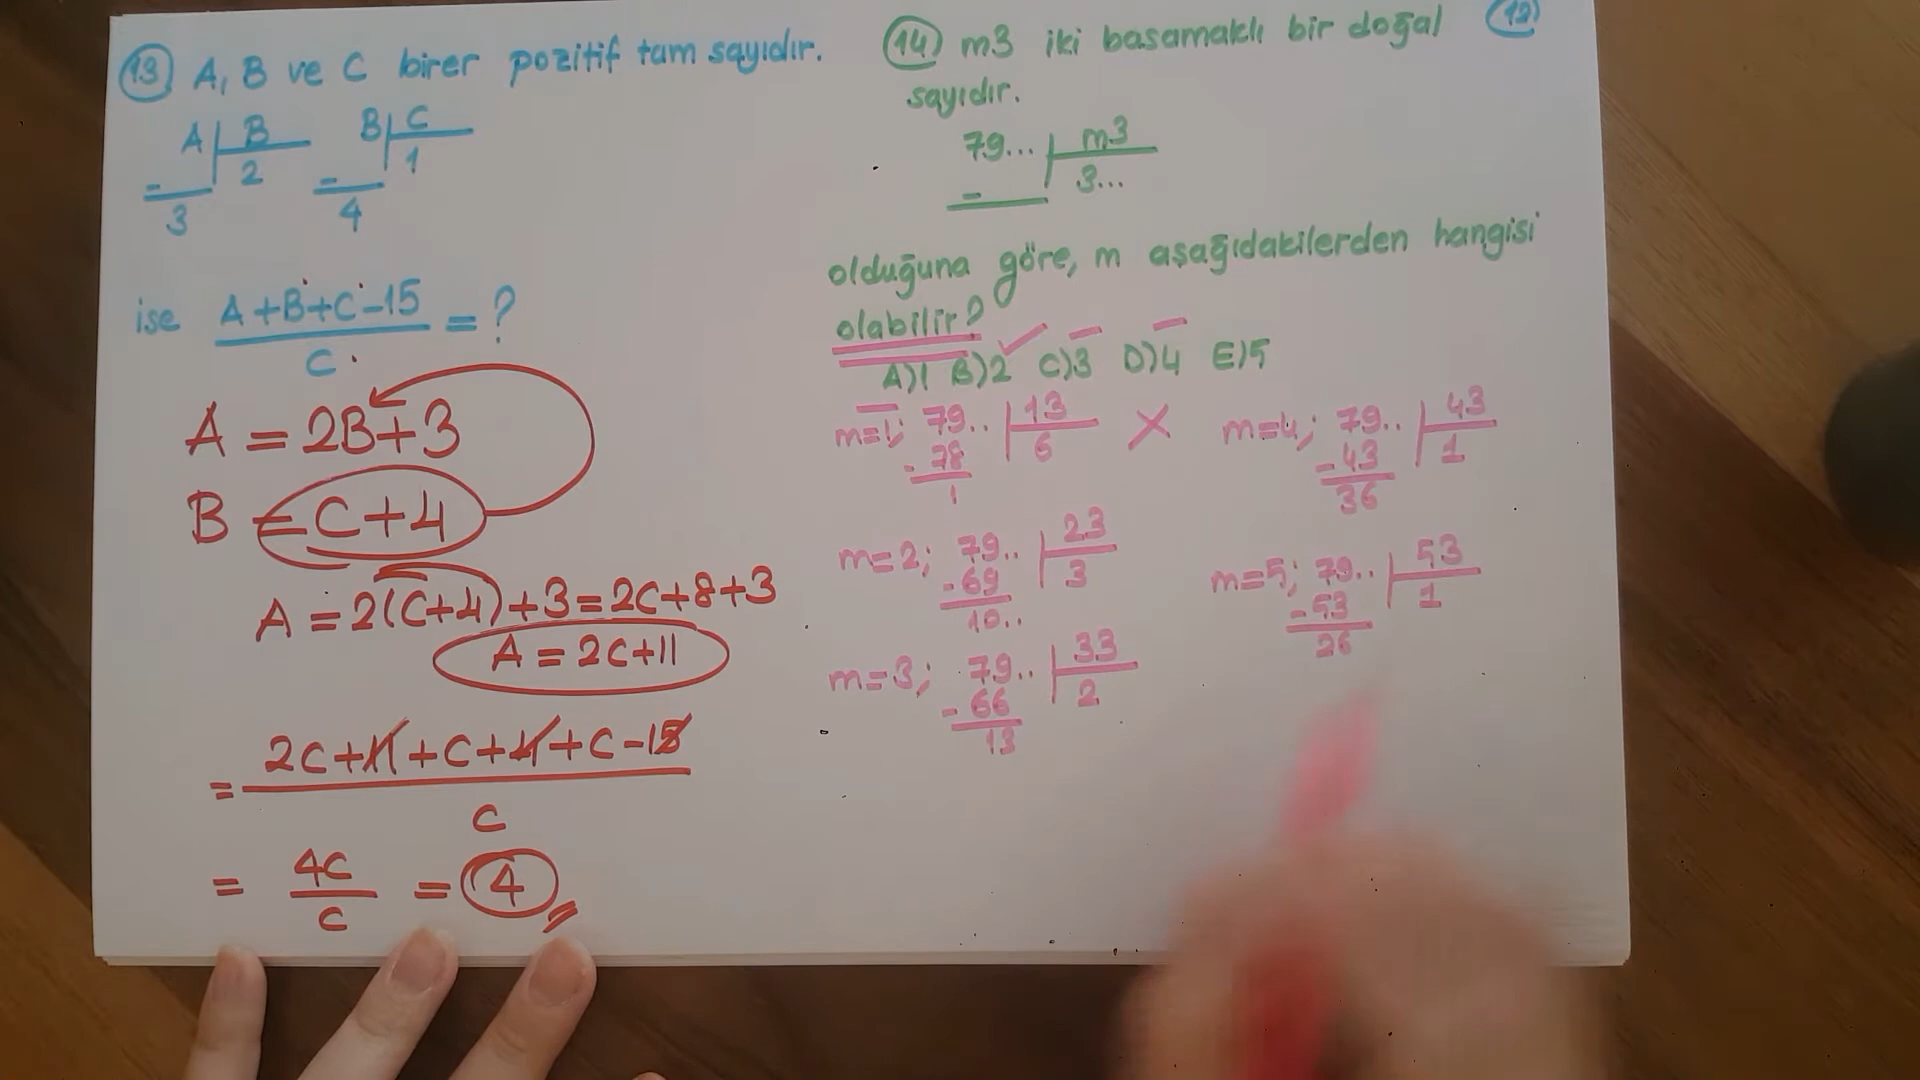 13 A, B ve C birer pozitif tam sayıdır.
A B
2
-
3
B C
1
-
4
ise A+B+C-15 = ?
C
A = 2B+3
B = C+4
A = 2(C+4)+3 = 2C+8+3
A = 2C+11
= 2C+11+C+4+C-15
C
= 4C = 4
C
14 m3 iki basamaklı bir doğal
sayıdır.
79... m3
3...
-
olduğuna göre, m aşağıdakilerden hangisi
olabilir?
A)1 B)2 C)3 D)4 E)5
m=1; 79.. 13
-78 6
1
X
m=2; 79.. 23
-69 3
10..
m=3; 79.. 33
-66 2
13
m=4; 79.. 43
-43 1
36
m=5; 79.. 53
-53 1
26